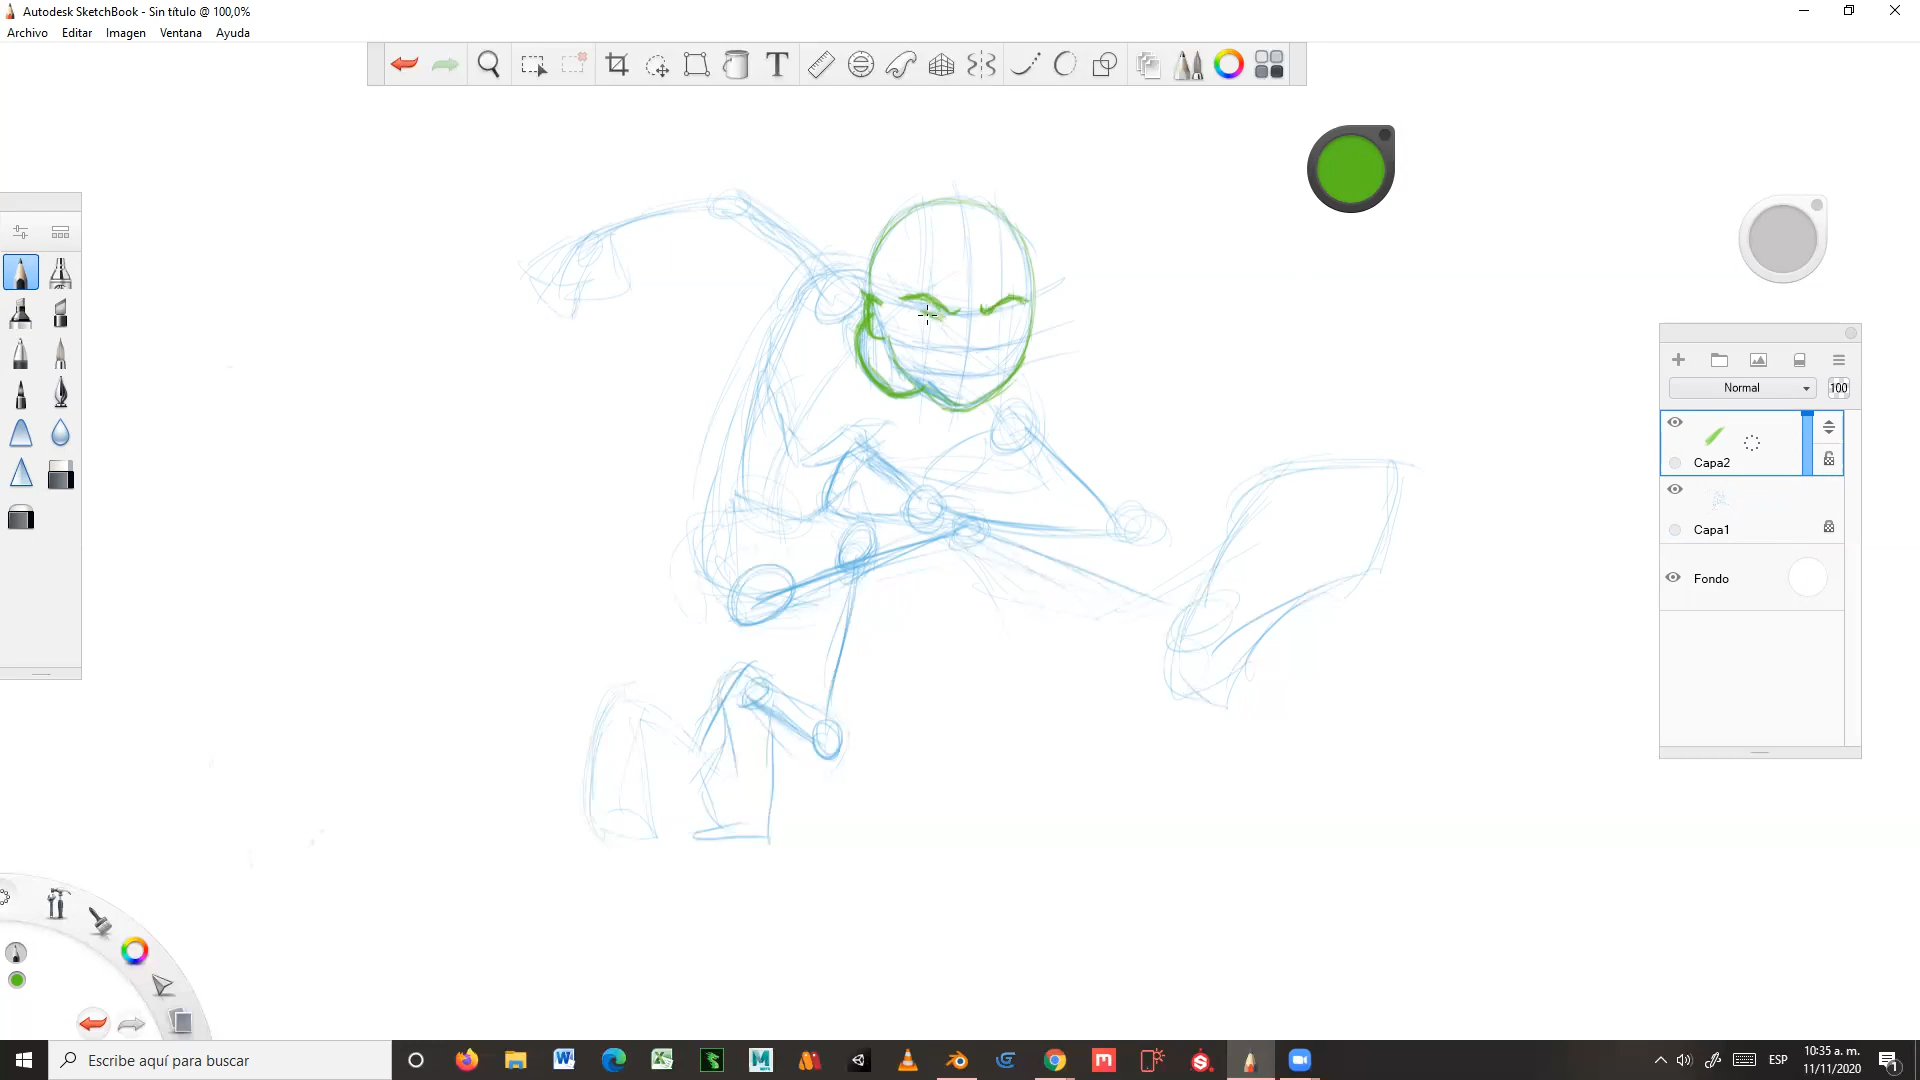 Autodesk SketchBook - Sin título @ 100,0%
Archivo Editar Imagen Ventana Ayuda
T
Normal 100
Capa2
Capa1
Fondo
Escribe aquí para buscar
ESP
10:35 a. m.
11/11/2020
1